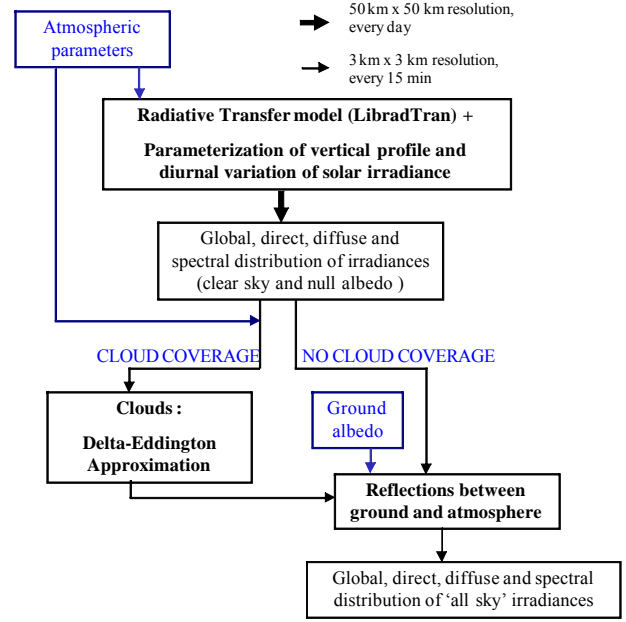 50 km x 50 km resolution,
every day
Atmospheric
parameters
3 km x 3 km resolution,
every 15 min
Radiative Transfer model (LibradTran) +
Parameterization of vertical profile and
diurnal variation of solar irradiance
Global, direct, diffuse and
spectral distribution of irradiances
(clear sky and null albedo )
CLOUD COVERAGE
NO CLOUD COVERAGE
Clouds :
Delta-Eddington
Approximation
Ground
albedo
Reflections between
ground and atmosphere
Global, direct, diffuse and spectral
distribution of ‘all sky’ irradiances